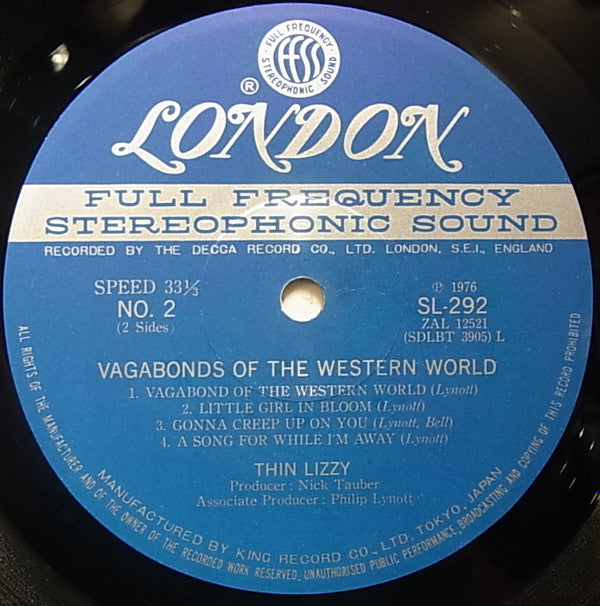 FULL FREQUENCY
ffss
STEREOPHONIC SOUND
®
LONDON
FULL FREQUENCY
STEREOPHONIC SOUND
RECORDED BY THE DECCA RECORD CO., LTD. LONDON, S.E.I., ENGLAND
SPEED 33⅓
NO. 2
(2 Sides)
℗ 1976
SL-292
ZAL 12521
(SDLBT 3905) L
VAGABONDS OF THE WESTERN WORLD
1. VAGABOND OF THE WESTERN WORLD (Lynott)
2. LITTLE GIRL IN BLOOM (Lynott)
3. GONNA CREEP UP ON YOU (Lynott, Bell)
4. A SONG FOR WHILE I'M AWAY (Lynott)
THIN LIZZY
Producer : Nick Tauber
Associate Producer : Philip Lynott
MANUFACTURED BY KING RECORD CO., LTD. TOKYO, JAPAN
ALL RIGHTS OF THE MANUFACTURER AND OF THE OWNER OF THE RECORDED WORK RESERVED, UNAUTHORISED PUBLIC PERFORMANCE, BROADCASTING AND COPYING OF THIS RECORD PROHIBITED